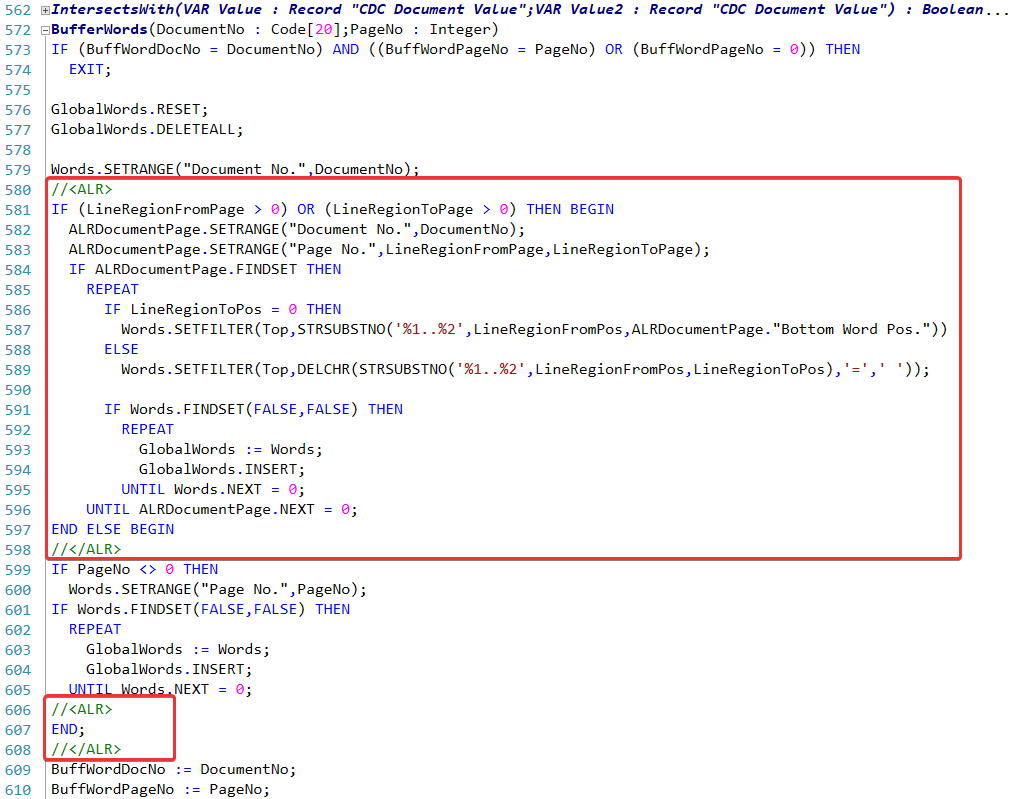 562 IntersectsWith(VAR Value : Record "CDC Document Value";VAR Value2 : Record "CDC Document Value") : Boolean...
572 BufferWords(DocumentNo : Code[20];PageNo : Integer)
573 IF (BuffWordDocNo = DocumentNo) AND ((BuffWordPageNo = PageNo) OR (BuffWordPageNo = 0)) THEN
574   EXIT;
575
576 GlobalWords.RESET;
577 GlobalWords.DELETEALL;
578
579 Words.SETRANGE("Document No.",DocumentNo);
580 //<ALR>
581 IF (LineRegionFromPage > 0) OR (LineRegionToPage > 0) THEN BEGIN
582   ALRDocumentPage.SETRANGE("Document No.",DocumentNo);
583   ALRDocumentPage.SETRANGE("Page No.",LineRegionFromPage,LineRegionToPage);
584   IF ALRDocumentPage.FINDSET THEN
585     REPEAT
586       IF LineRegionToPos = 0 THEN
587         Words.SETFILTER(Top,STRSUBSTNO('%1..%2',LineRegionFromPos,ALRDocumentPage."Bottom Word Pos."))
588       ELSE
589         Words.SETFILTER(Top,DELCHR(STRSUBSTNO('%1..%2',LineRegionFromPos,LineRegionToPos),'=',' '));
590
591       IF Words.FINDSET(FALSE,FALSE) THEN
592         REPEAT
593           GlobalWords := Words;
594           GlobalWords.INSERT;
595         UNTIL Words.NEXT = 0;
596     UNTIL ALRDocumentPage.NEXT = 0;
597 END ELSE BEGIN
598 //</ALR>
599 IF PageNo <> 0 THEN
600   Words.SETRANGE("Page No.",PageNo);
601 IF Words.FINDSET(FALSE,FALSE) THEN
602   REPEAT
603     GlobalWords := Words;
604     GlobalWords.INSERT;
605   UNTIL Words.NEXT = 0;
606 //<ALR>
607 END;
608 //</ALR>
609 BuffWordDocNo := DocumentNo;
610 BuffWordPageNo := PageNo;